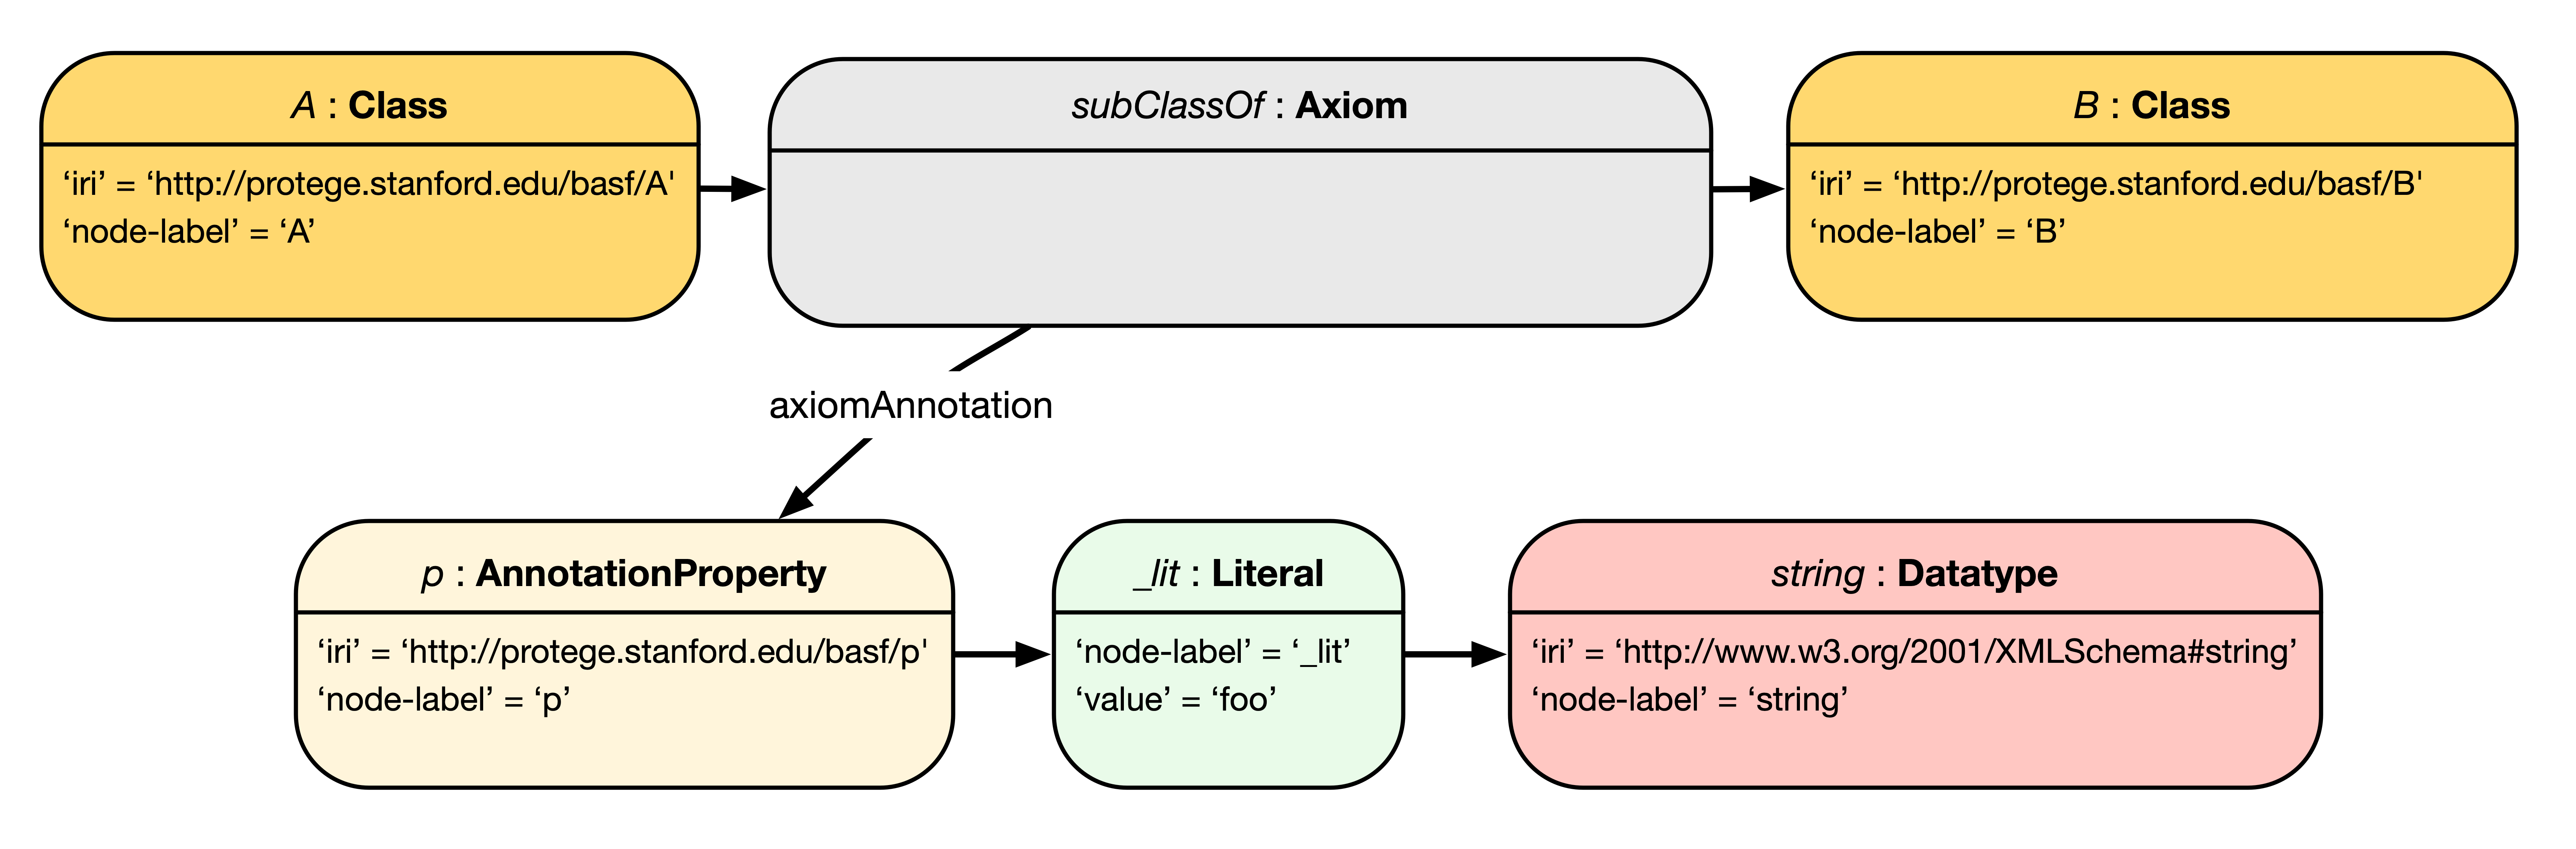 A : Class
‘iri’ = ‘http://protege.stanford.edu/basf/A'
‘node-label’ = ‘A’
subClassOf : Axiom
B : Class
‘iri’ = ‘http://protege.stanford.edu/basf/B'
‘node-label’ = ‘B’
axiomAnnotation
p : AnnotationProperty
‘iri’ = ‘http://protege.stanford.edu/basf/p'
‘node-label’ = ‘p’
_lit : Literal
‘node-label’ = ‘_lit’
‘value’ = ‘foo’
string : Datatype
‘iri’ = ‘http://www.w3.org/2001/XMLSchema#string’
‘node-label’ = ‘string’